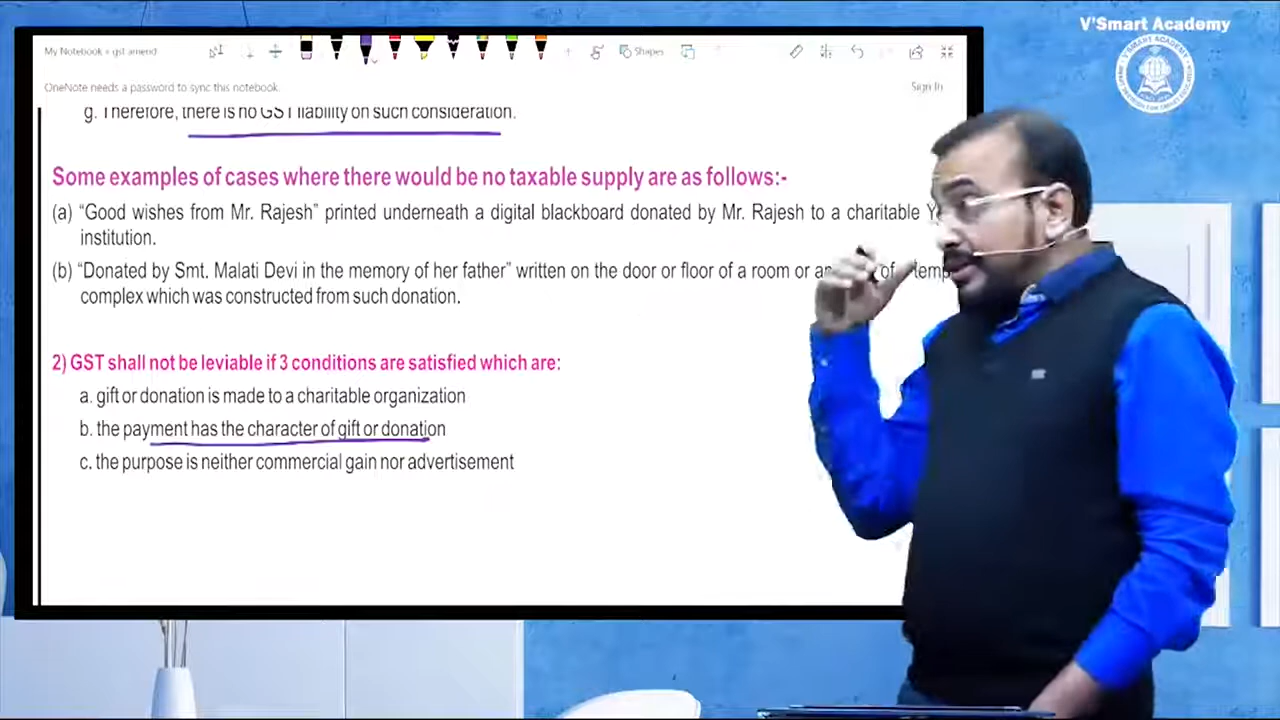 V'Smart Academy
My Notebook » gst amend
Shapes
OneNote needs a password to sync this notebook.
Sign In
g. Therefore, there is no GST liability on such consideration.
Some examples of cases where there would be no taxable supply are as follows:-
(a) “Good wishes from Mr. Rajesh” printed underneath a digital blackboard donated by Mr. Rajesh to a charitable
institution.
(b) “Donated by Smt. Malati Devi in the memory of her father” written on the door or floor of a room or of
complex which was constructed from such donation.
2) GST shall not be leviable if 3 conditions are satisfied which are:
a. gift or donation is made to a charitable organization
b. the payment has the character of gift or donation
c. the purpose is neither commercial gain nor advertisement